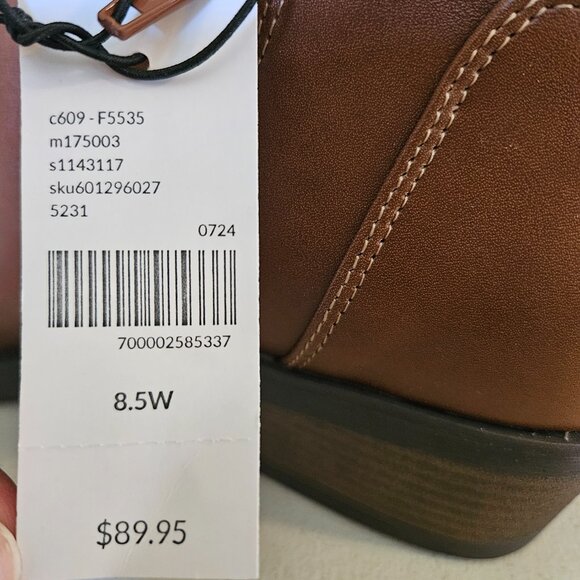 c609 - F5535
m175003
s1143117
sku601296027
5231
0724
700002585337
8.5W
$89.95